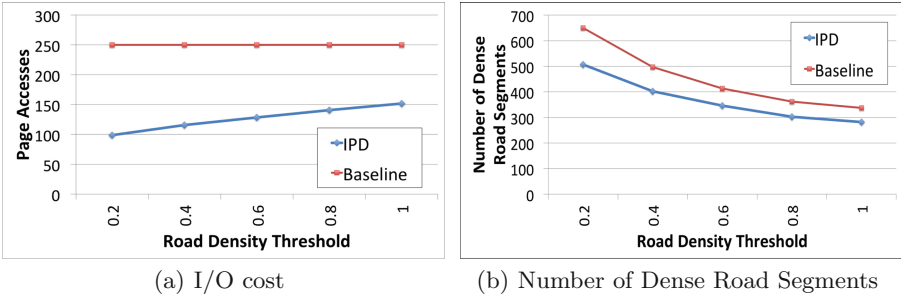 300
250
200
150
100
50
0
Page Accesses
0.2
0.4
0.6
0.8
1
Road Density Threshold
IPD
Baseline
(a) I/O cost
700
600
500
400
300
200
100
0
Number of Dense
Road Segments
0.2
0.4
0.6
0.8
1
Road Density Threshold
IPD
Baseline
(b) Number of Dense Road Segments